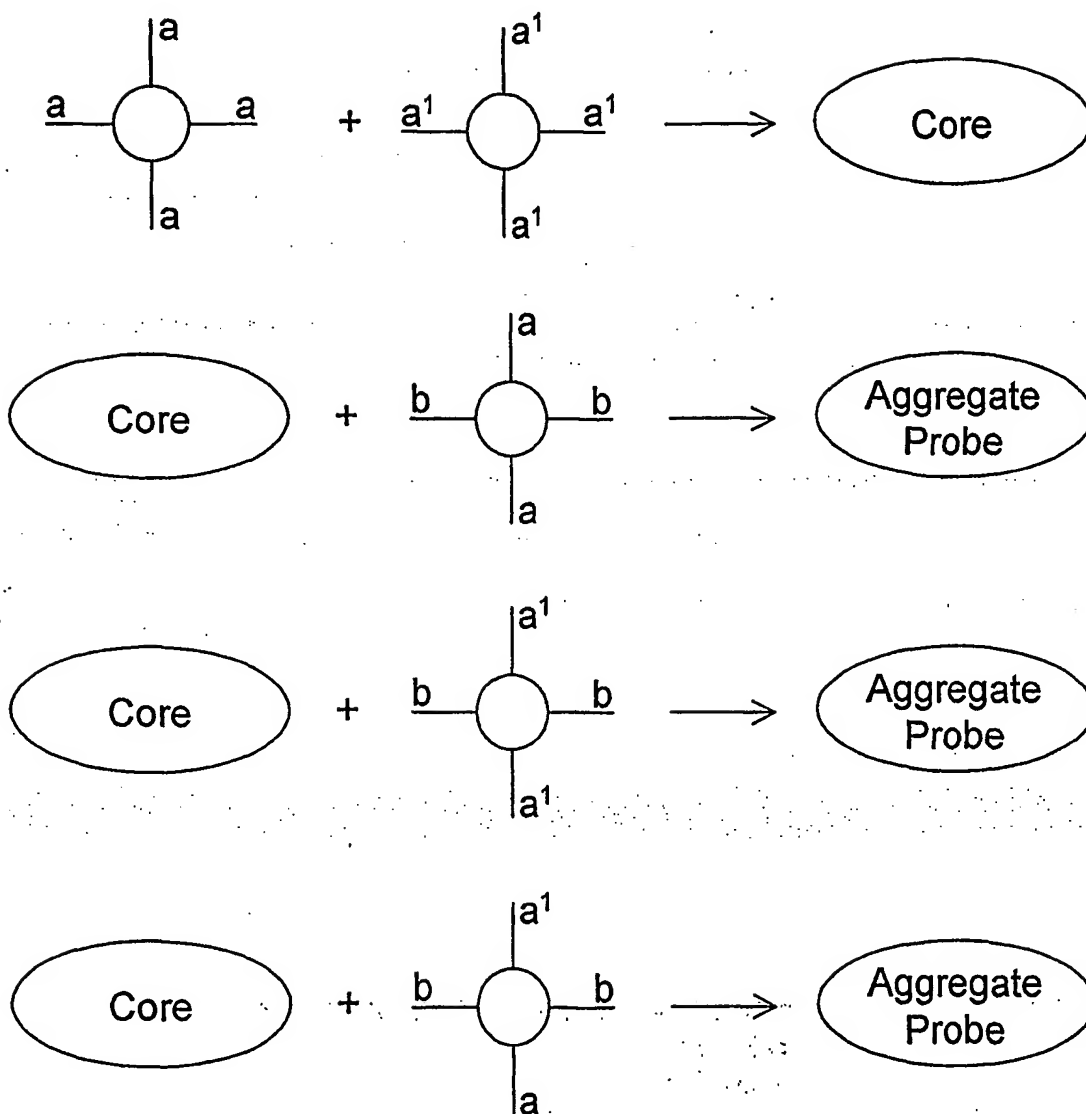 a a¹
a a + a¹ a¹ → Core
a a¹
a
Core + b b → Aggregate
Probe
a
a¹
Core + b b → Aggregate
Probe
a¹
a¹
Core + b b → Aggregate
Probe
a